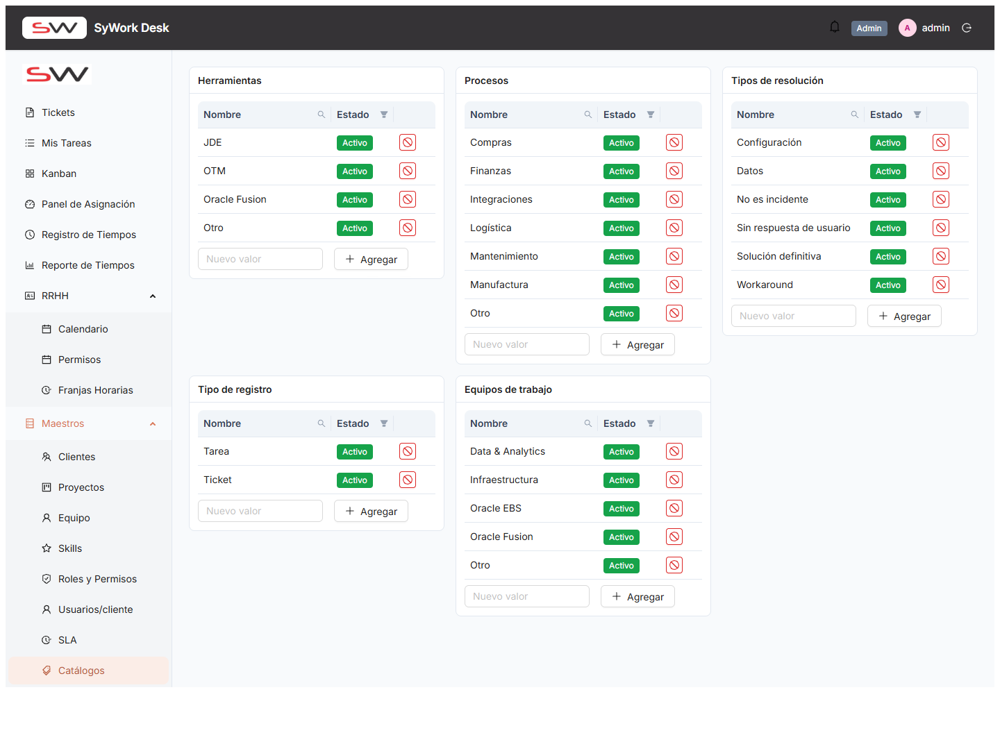 SW SyWork Desk Admin A admin
SW
Tickets
Mis Tareas
Kanban
Panel de Asignación
Registro de Tiempos
Reporte de Tiempos
RRHH
Calendario
Permisos
Franjas Horarias
Maestros
Clientes
Proyectos
Equipo
Skills
Roles y Permisos
Usuarios/cliente
SLA
Catálogos
Herramientas
Nombre Estado
JDE Activo
OTM Activo
Oracle Fusion Activo
Otro Activo
Nuevo valor + Agregar
Procesos
Nombre Estado
Compras Activo
Finanzas Activo
Integraciones Activo
Logística Activo
Mantenimiento Activo
Manufactura Activo
Otro Activo
Nuevo valor + Agregar
Tipos de resolución
Nombre Estado
Configuración Activo
Datos Activo
No es incidente Activo
Sin respuesta de usuario Activo
Solución definitiva Activo
Workaround Activo
Nuevo valor + Agregar
Tipo de registro
Nombre Estado
Tarea Activo
Ticket Activo
Nuevo valor + Agregar
Equipos de trabajo
Nombre Estado
Data & Analytics Activo
Infraestructura Activo
Oracle EBS Activo
Oracle Fusion Activo
Otro Activo
Nuevo valor + Agregar